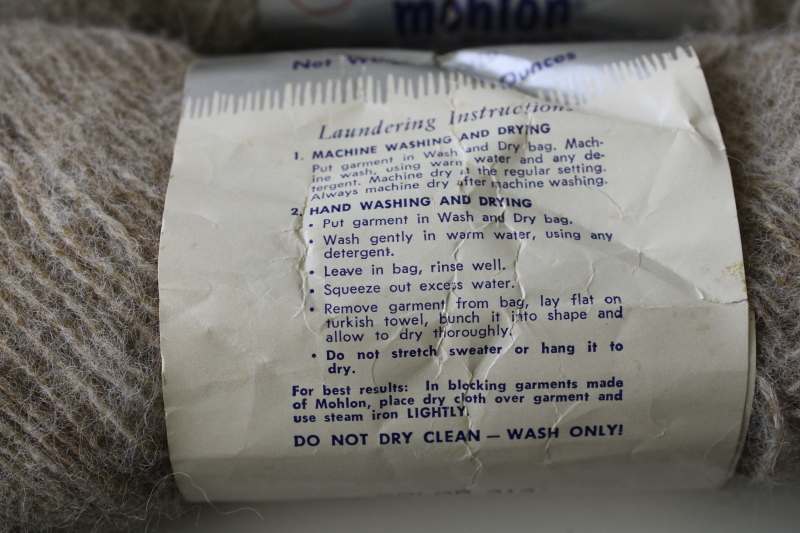 mohlon
Net Ounces
Laundering Instructions
1. MACHINE WASHING AND DRYING
Put garment in Wash and Dry bag. Mach-
ine wash, using warm water and any de-
tergent. Machine dry at the regular setting.
Always machine dry after machine washing.
2. HAND WASHING AND DRYING
• Put garment in Wash and Dry bag.
• Wash gently in warm water, using any
detergent.
• Leave in bag, rinse well.
• Squeeze out excess water.
• Remove garment from bag, lay flat on
turkish towel, bunch it into shape and
allow to dry thoroughly.
• Do not stretch sweater or hang it to
dry.
For best results: In blocking garments made
of Mohlon, place dry cloth over garment and
use steam iron LIGHTLY.
DO NOT DRY CLEAN — WASH ONLY!